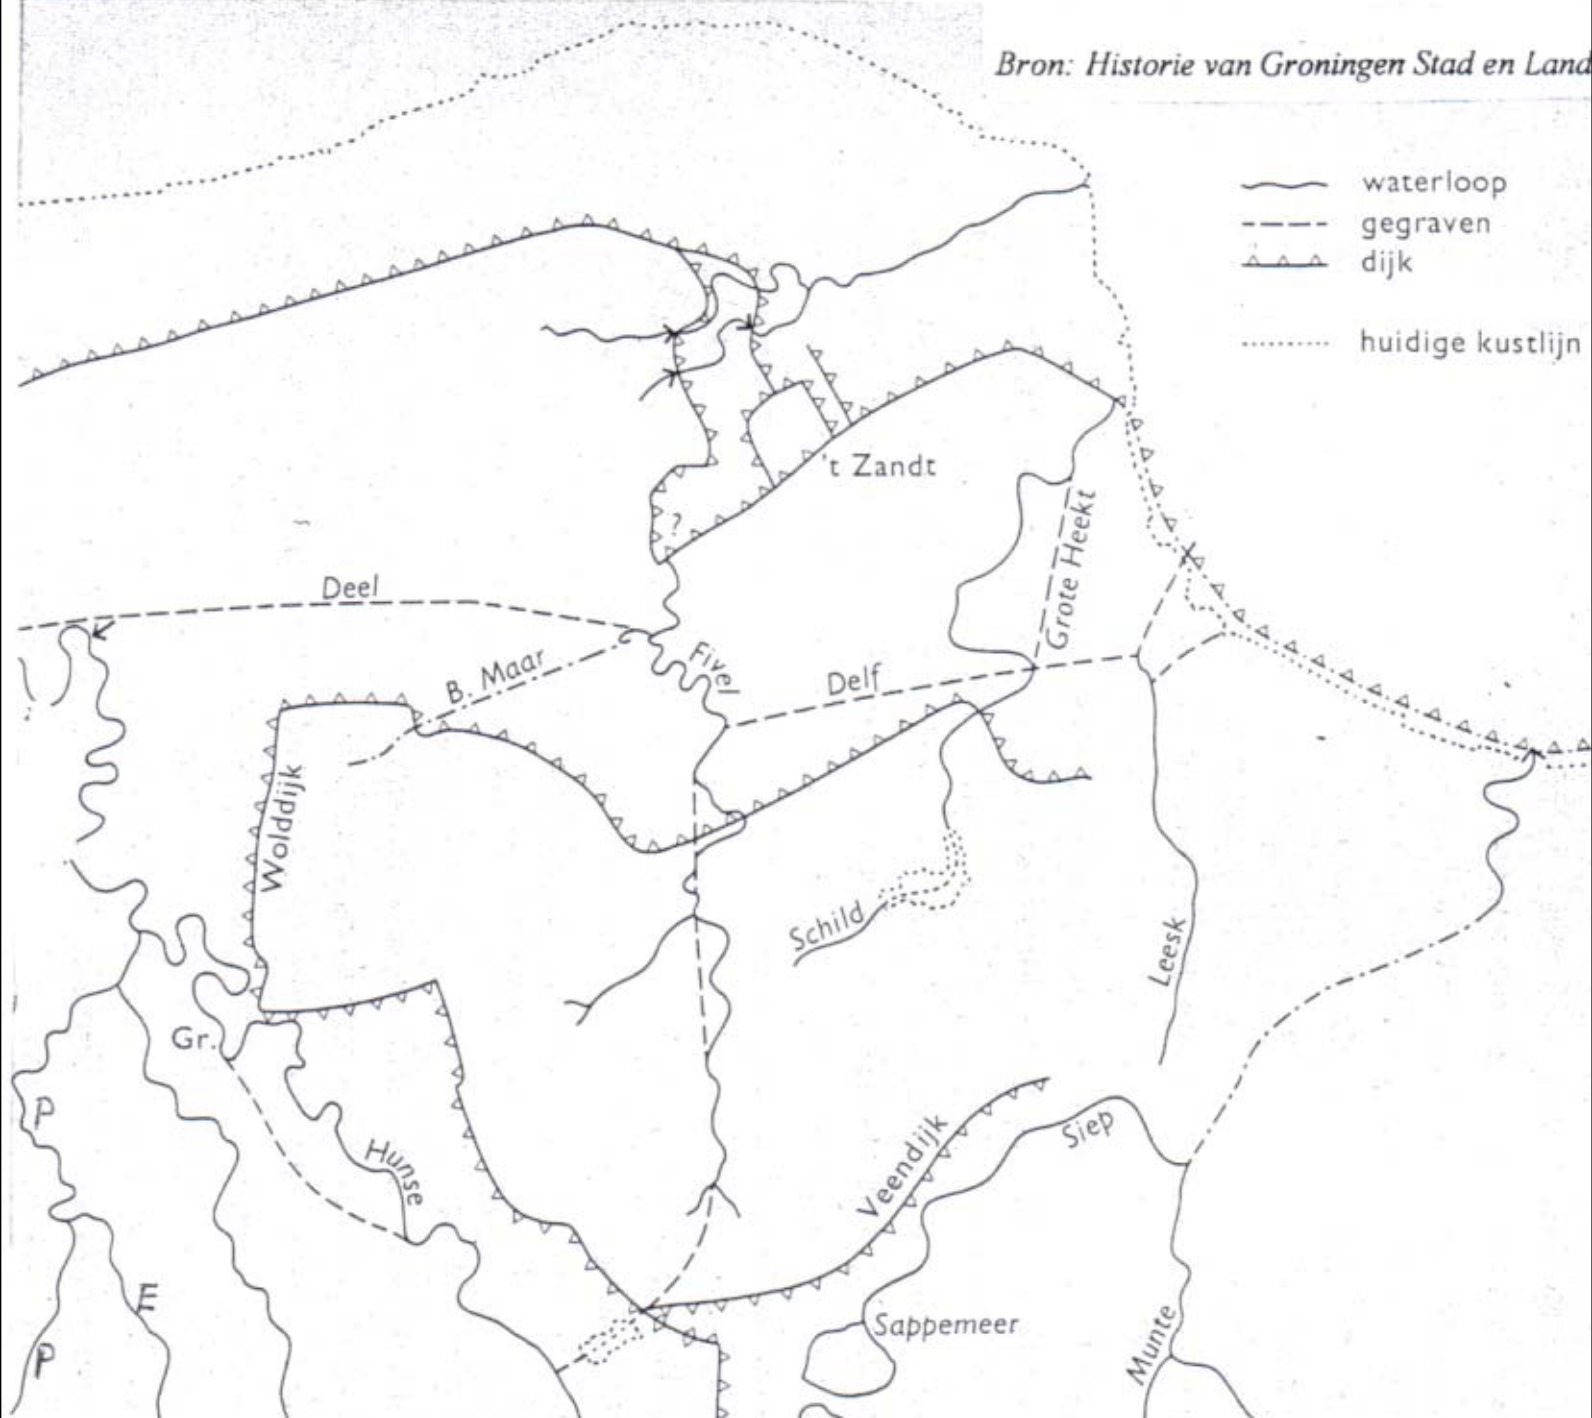 Bron: Historie van Groningen Stad en Land
waterloop
gegraven
dijk
huidige kustlijn
't Zandt
?
Grote Heekt
Deel
B. Maar
Fivel
Delf
Wolddijk
Schild
Leesk
Gr.
P
Hunse
Veendijk
Siep
E
Sappemeer
Munte
P